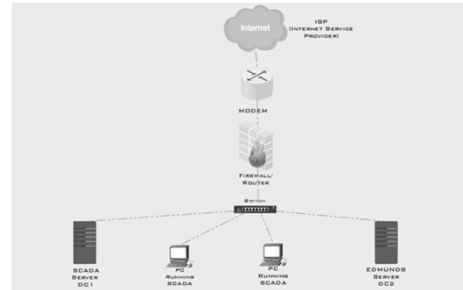 Internet
ISP
(Internet Service
Provider)
Modem
Firewall/
Router
Switch
SCADA
Server
DC1
PC
Running
SCADA
PC
Running
SCADA
EDMUNDS
Server
DC2